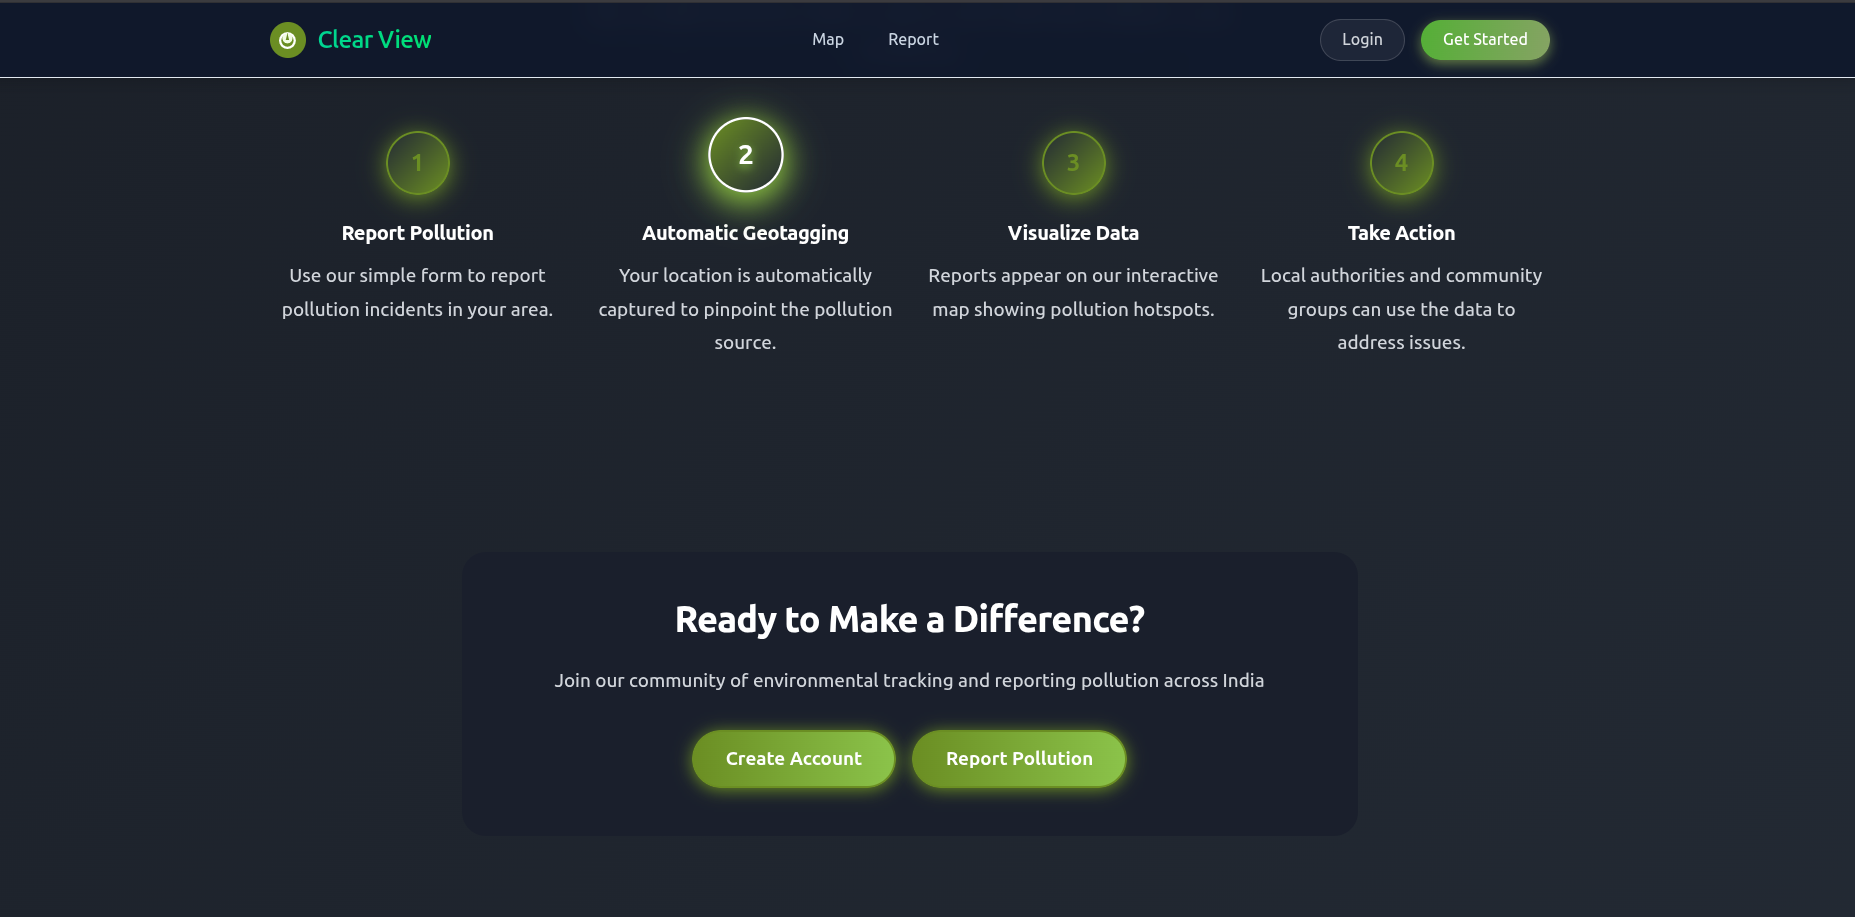 Clear View
Map
Report
Login
Get Started
1
2
3
4
Report Pollution
Automatic Geotagging
Visualize Data
Take Action
Use our simple form to report
pollution incidents in your area.
Your location is automatically
captured to pinpoint the pollution
source.
Reports appear on our interactive
map showing pollution hotspots.
Local authorities and community
groups can use the data to
address issues.
Ready to Make a Difference?
Join our community of environmental tracking and reporting pollution across India
Create Account
Report Pollution